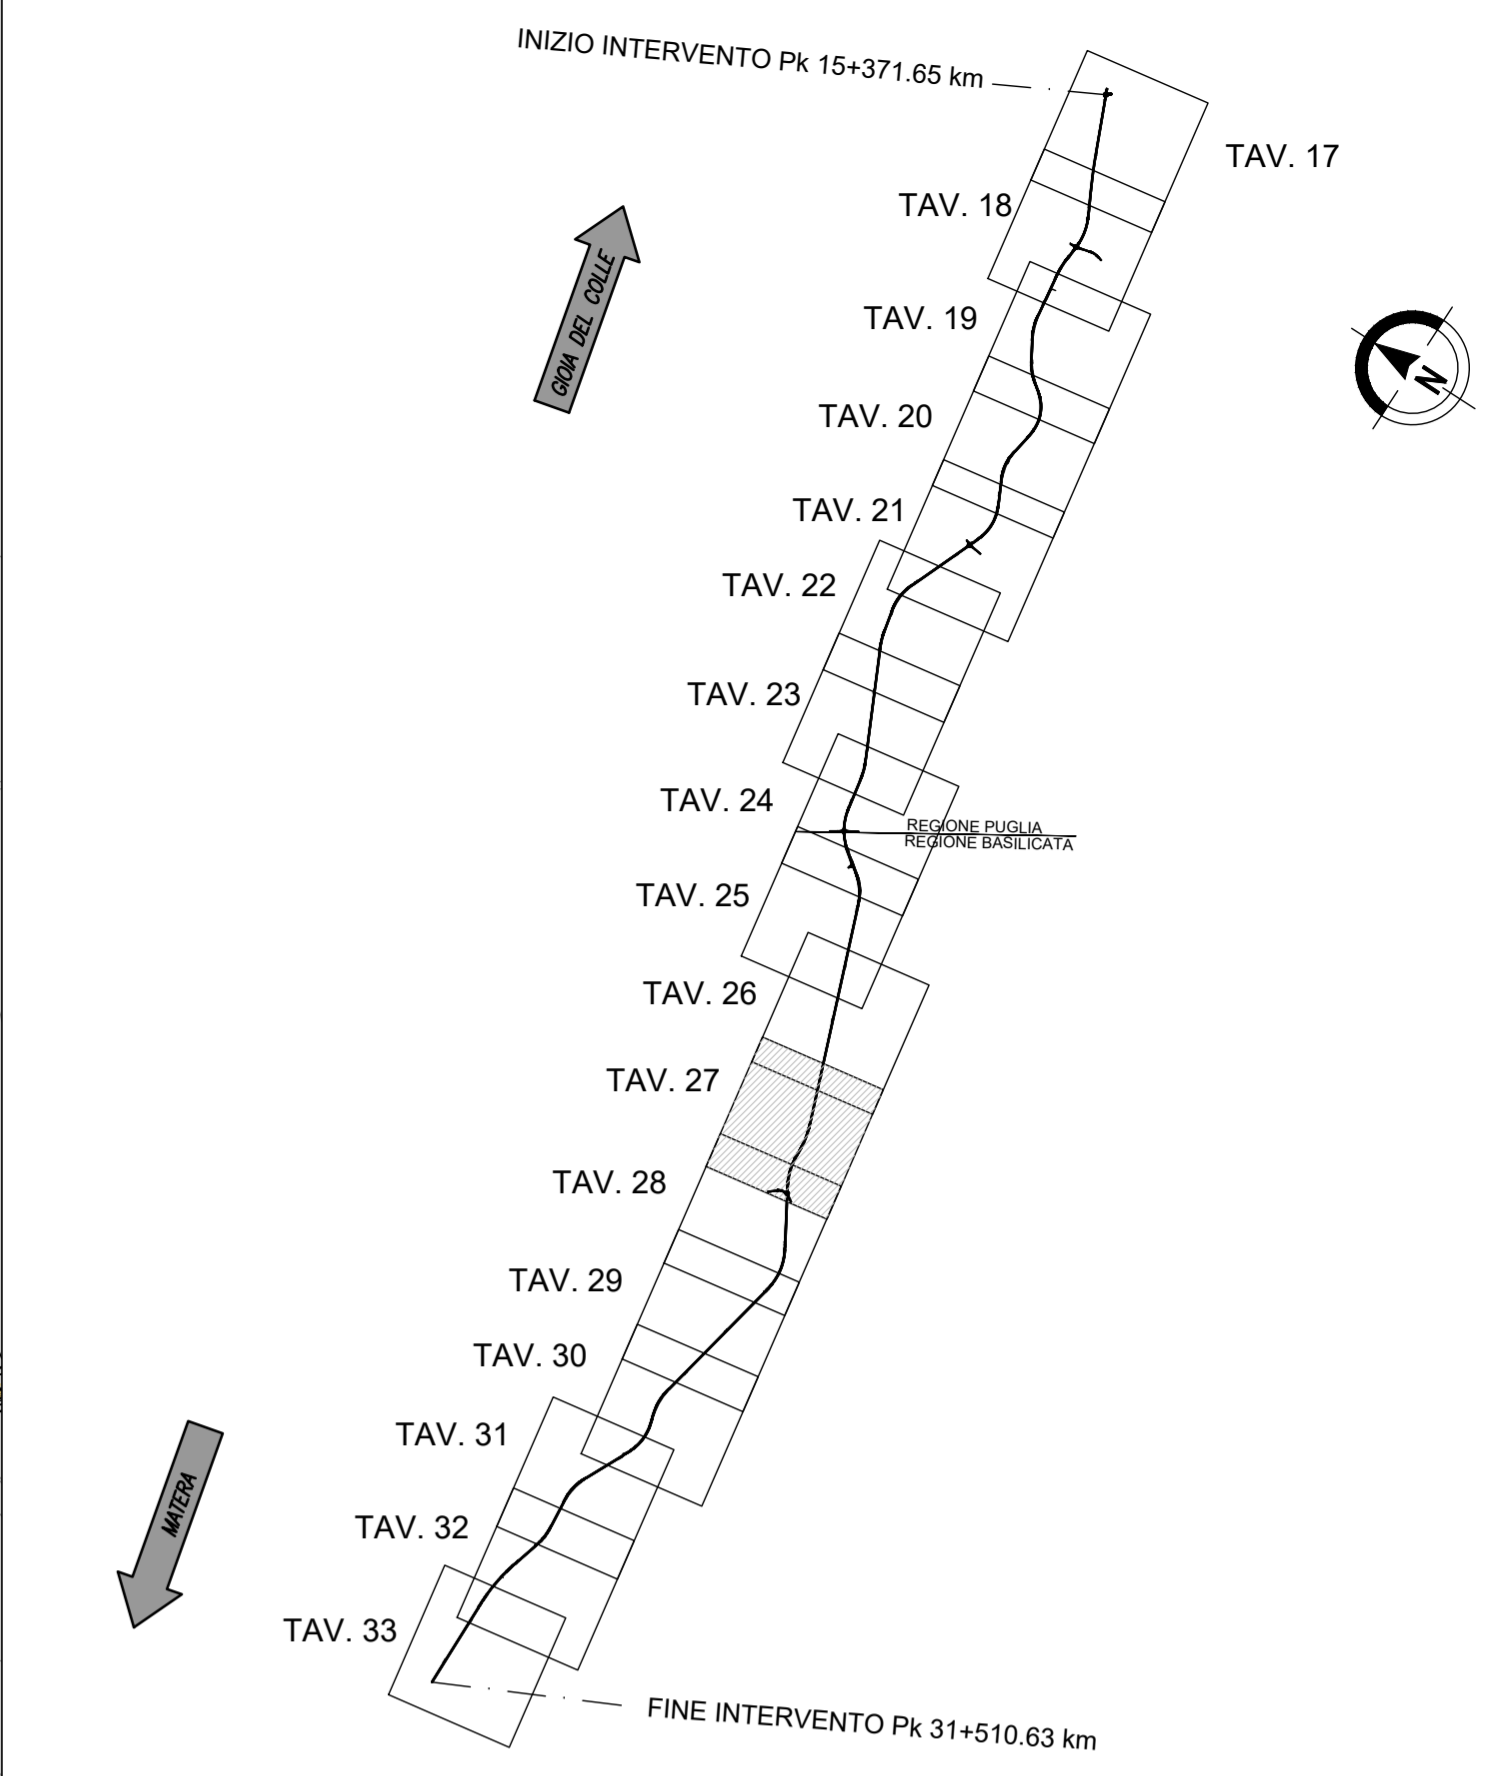 INIZIO INTERVENTO Pk 15+371.65 km
TAV. 17
TAV. 18
GIOIA DEL COLLE
TAV. 19
N
TAV. 20
TAV. 21
TAV. 22
TAV. 23
TAV. 24
REGIONE PUGLIA
REGIONE BASILICATA
TAV. 25
TAV. 26
TAV. 27
TAV. 28
TAV. 29
TAV. 30
TAV. 31
MATERA
TAV. 32
TAV. 33
FINE INTERVENTO Pk 31+510.63 km